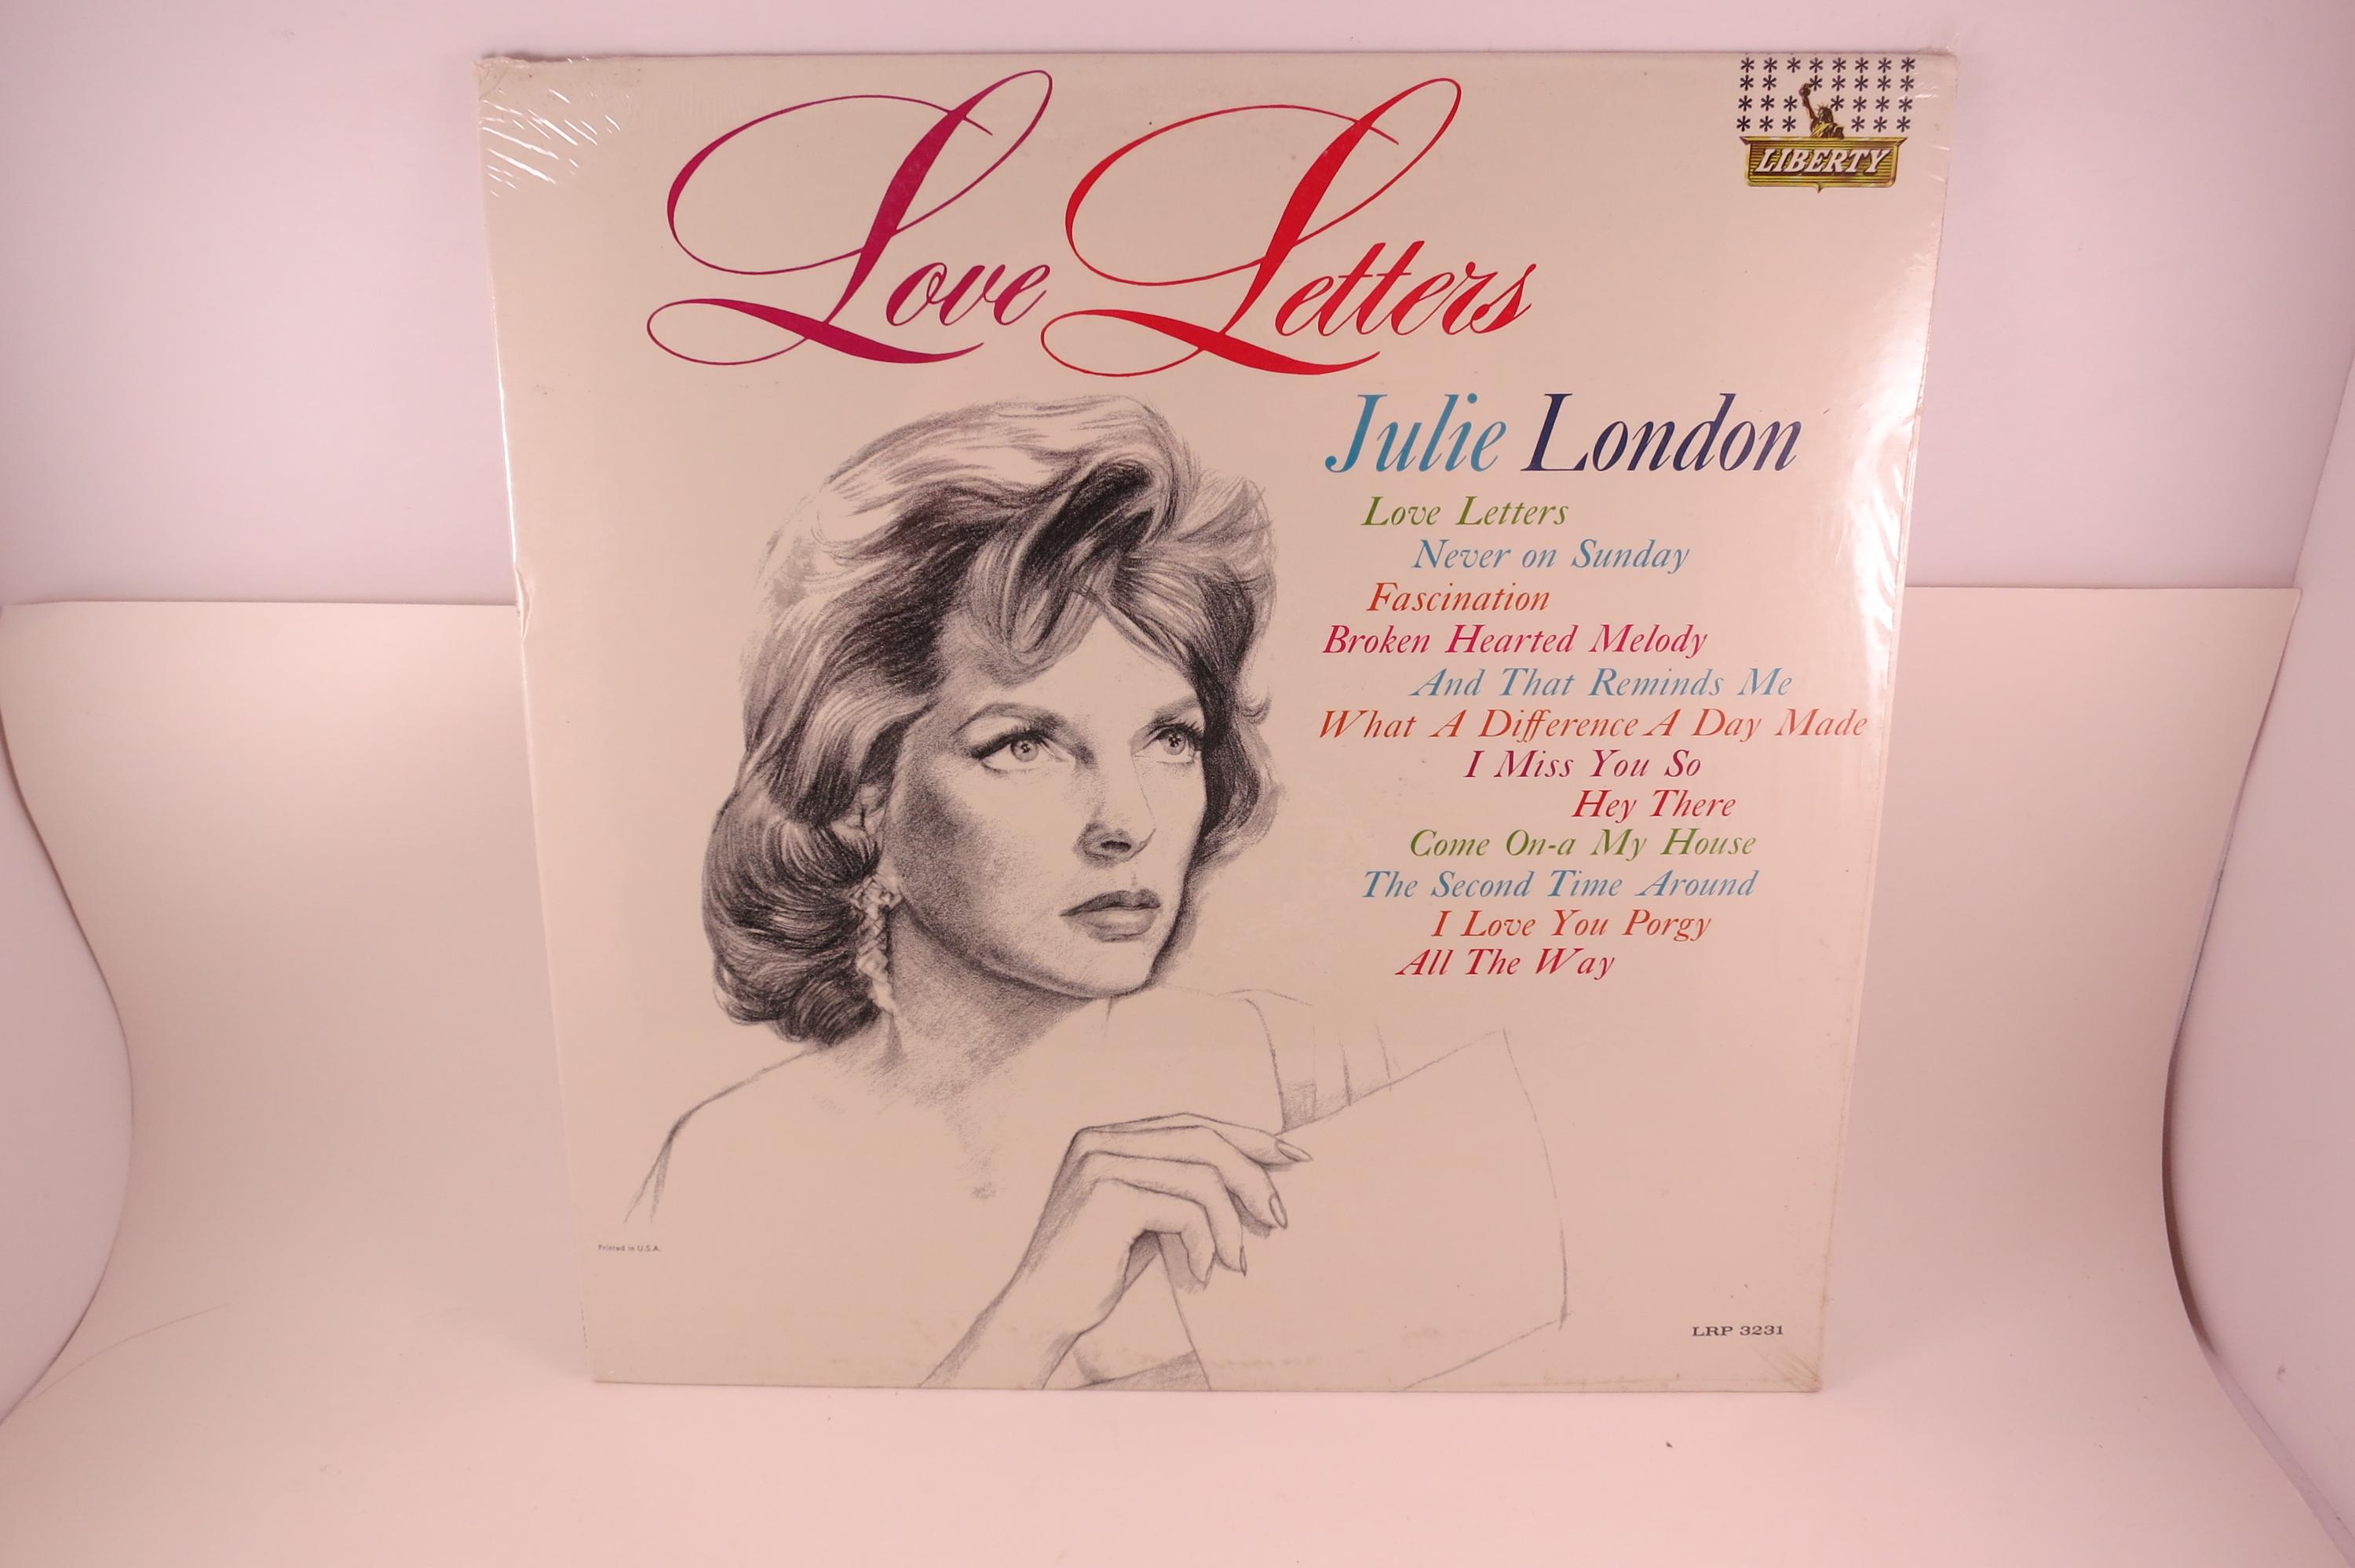 Love Letters
LIBERTY
Julie London
Love Letters
Never on Sunday
Fascination
Broken Hearted Melody
And That Reminds Me
What A Difference A Day Made
I Miss You So
Hey There
Come On-a My House
The Second Time Around
I Love You Porgy
All The Way
Printed in U.S.A.
LRP 3231